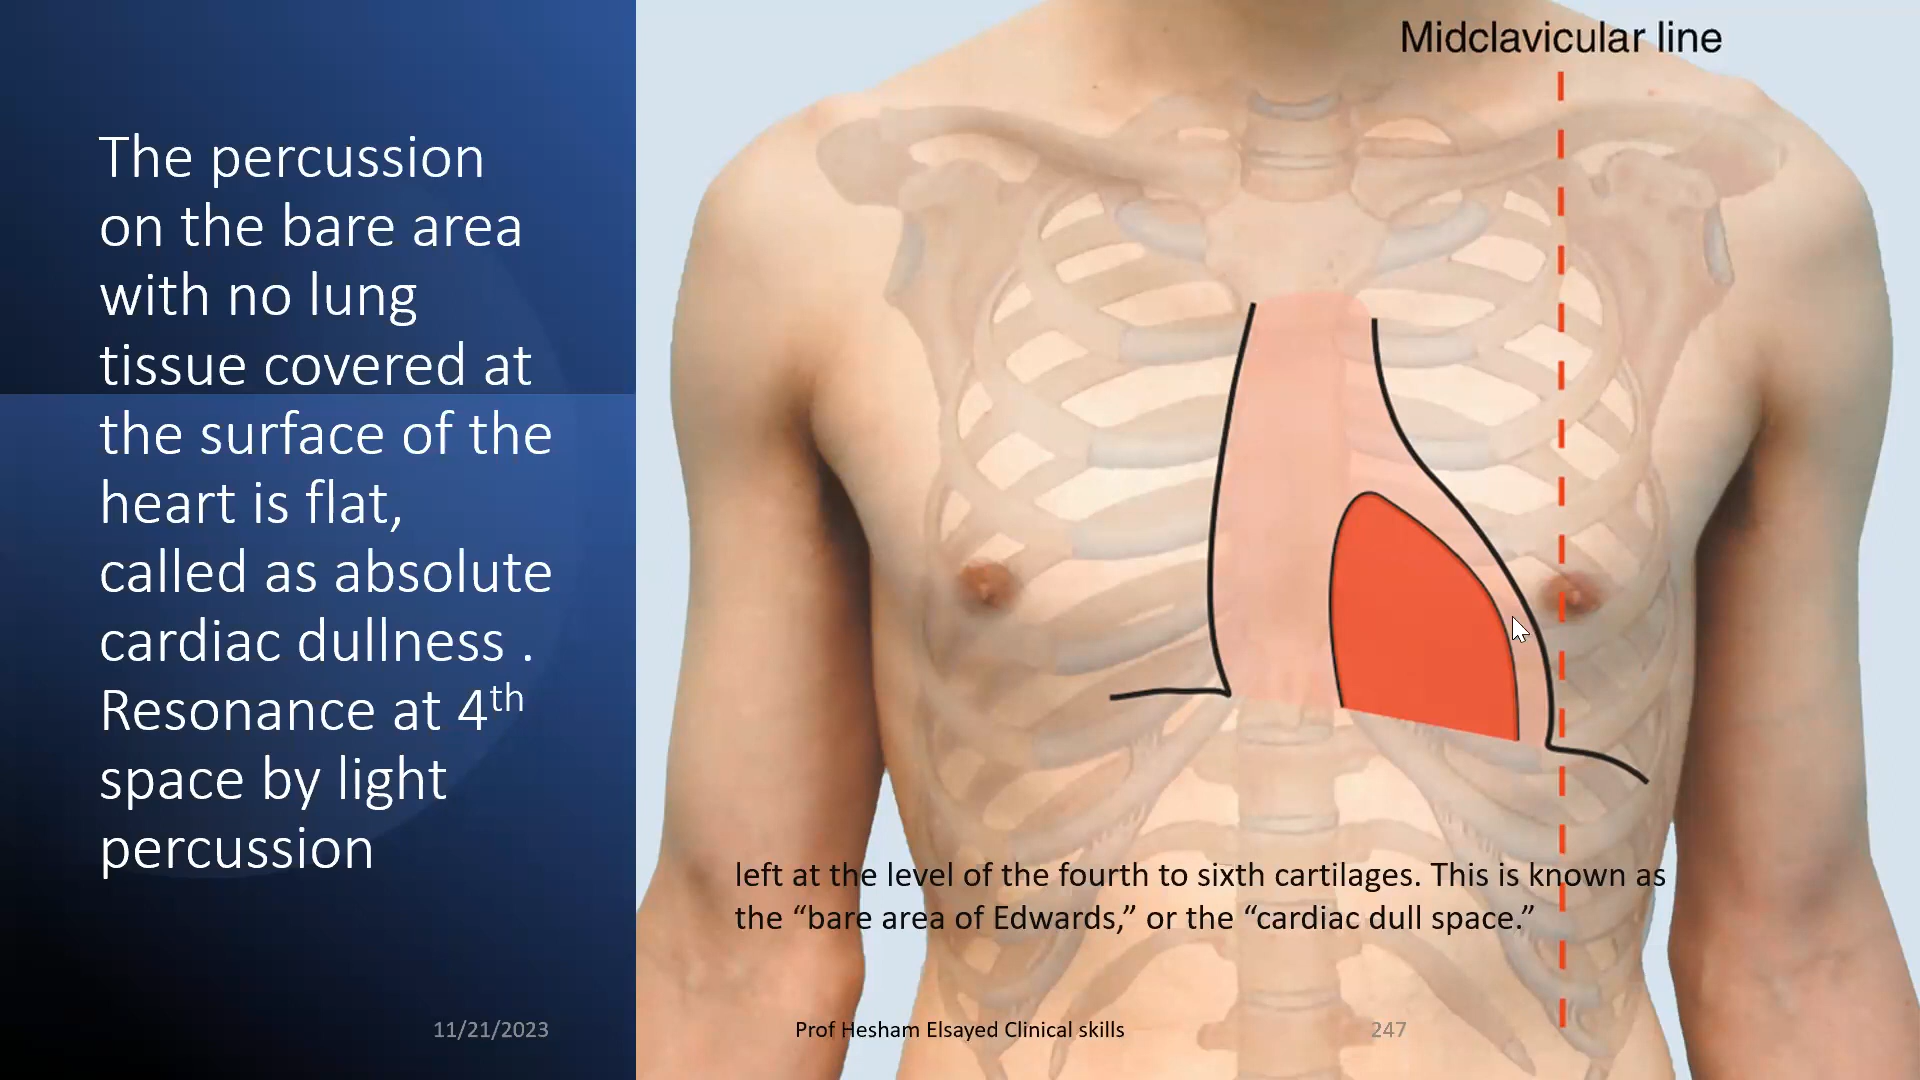 Midclavicular line
The percussion
on the bare area
with no lung
tissue covered at
the surface of the
heart is flat,
called as absolute
cardiac dullness .
Resonance at 4th
space by light
percussion
left at the level of the fourth to sixth cartilages. This is known as
the “bare area of Edwards,” or the “cardiac dull space.”
11/21/2023
Prof Hesham Elsayed Clinical skills
247